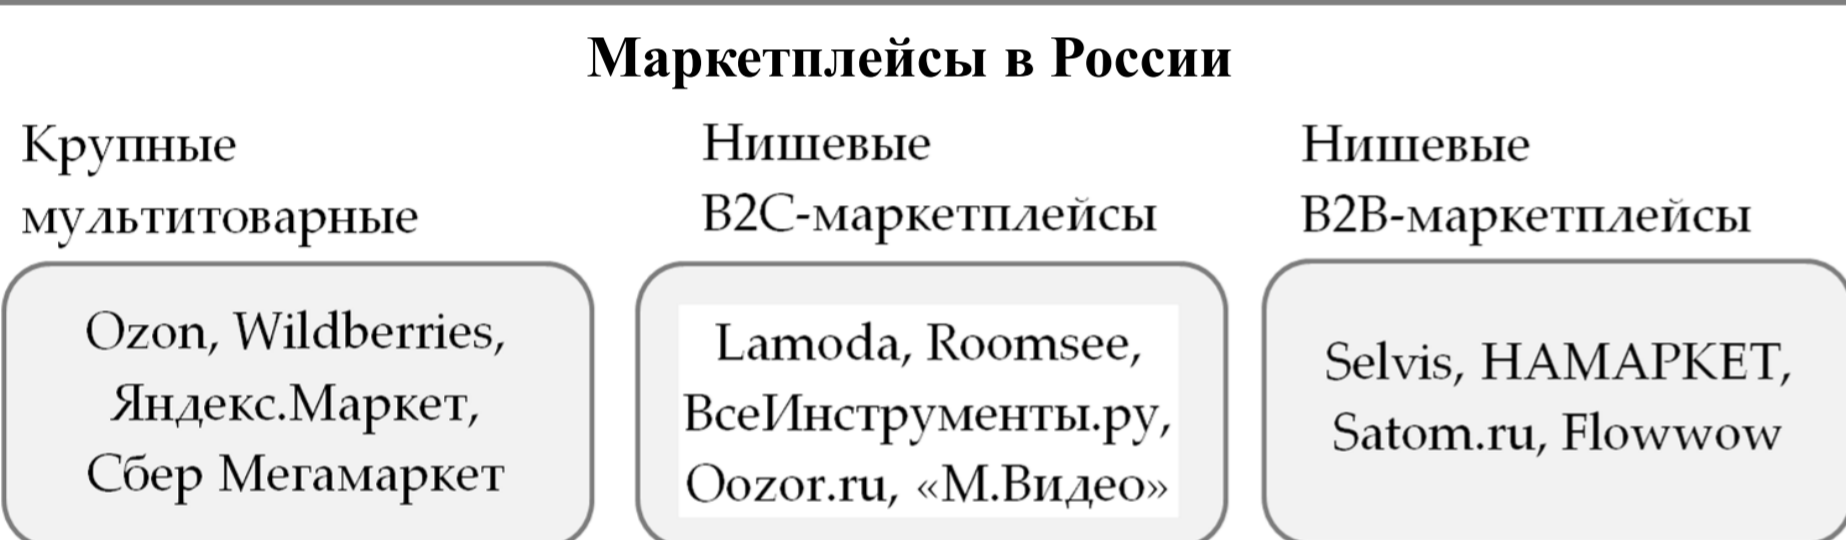 Маркетплейсы в России
Крупные
мультитоварные
Ozon, Wildberries,
Яндекс.Маркет,
Сбер Мегамаркет
Нишевые
B2C-маркетплейсы
Lamoda, Roomsee,
ВсеИнструменты.ру,
Oozor.ru, «М.Видео»
Нишевые
B2B-маркетплейсы
Selvis, НАМАРКЕТ,
Satom.ru, Flowwow